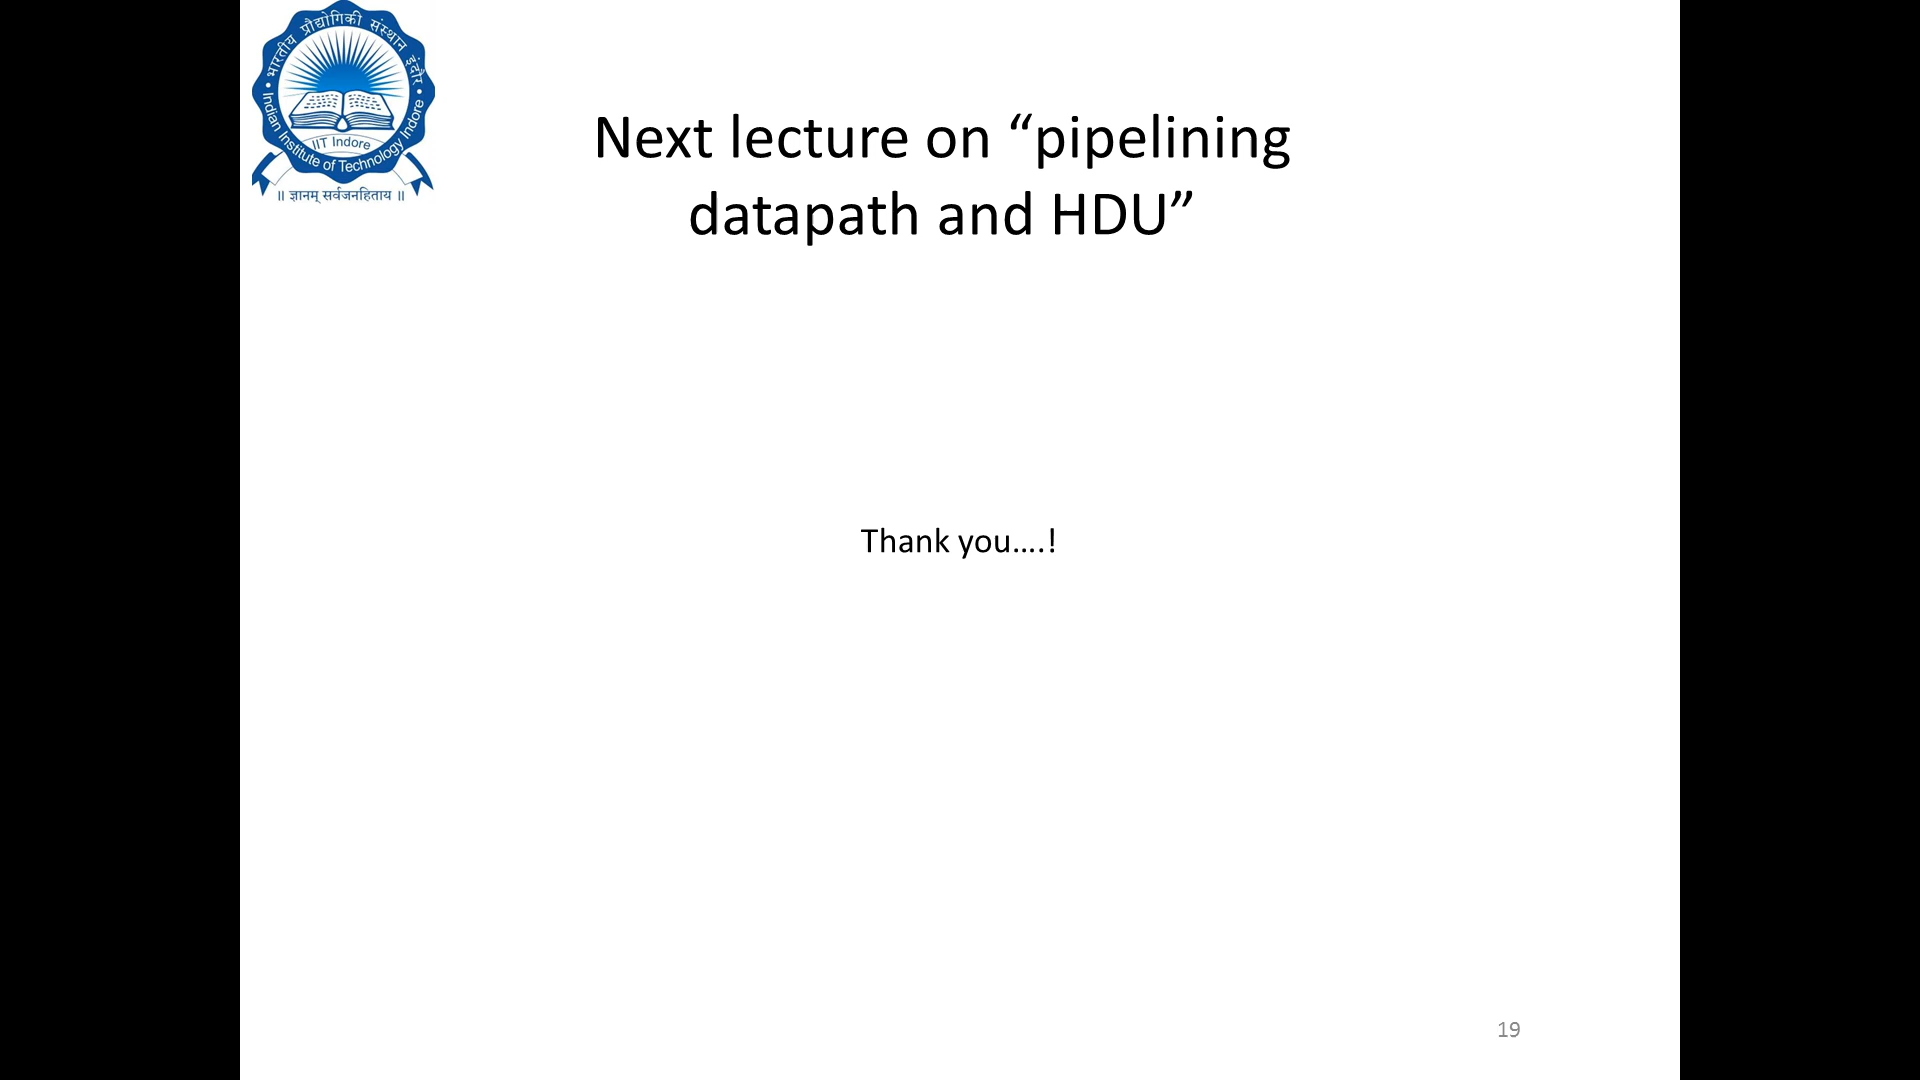 भारतीय प्रौद्योगिकी संस्थान इंदौर
Indian Institute of Technology Indore
IIT Indore
॥ ज्ञानम् सर्वजनहिताय ॥
Next lecture on “pipelining
datapath and HDU”
Thank you....!
19